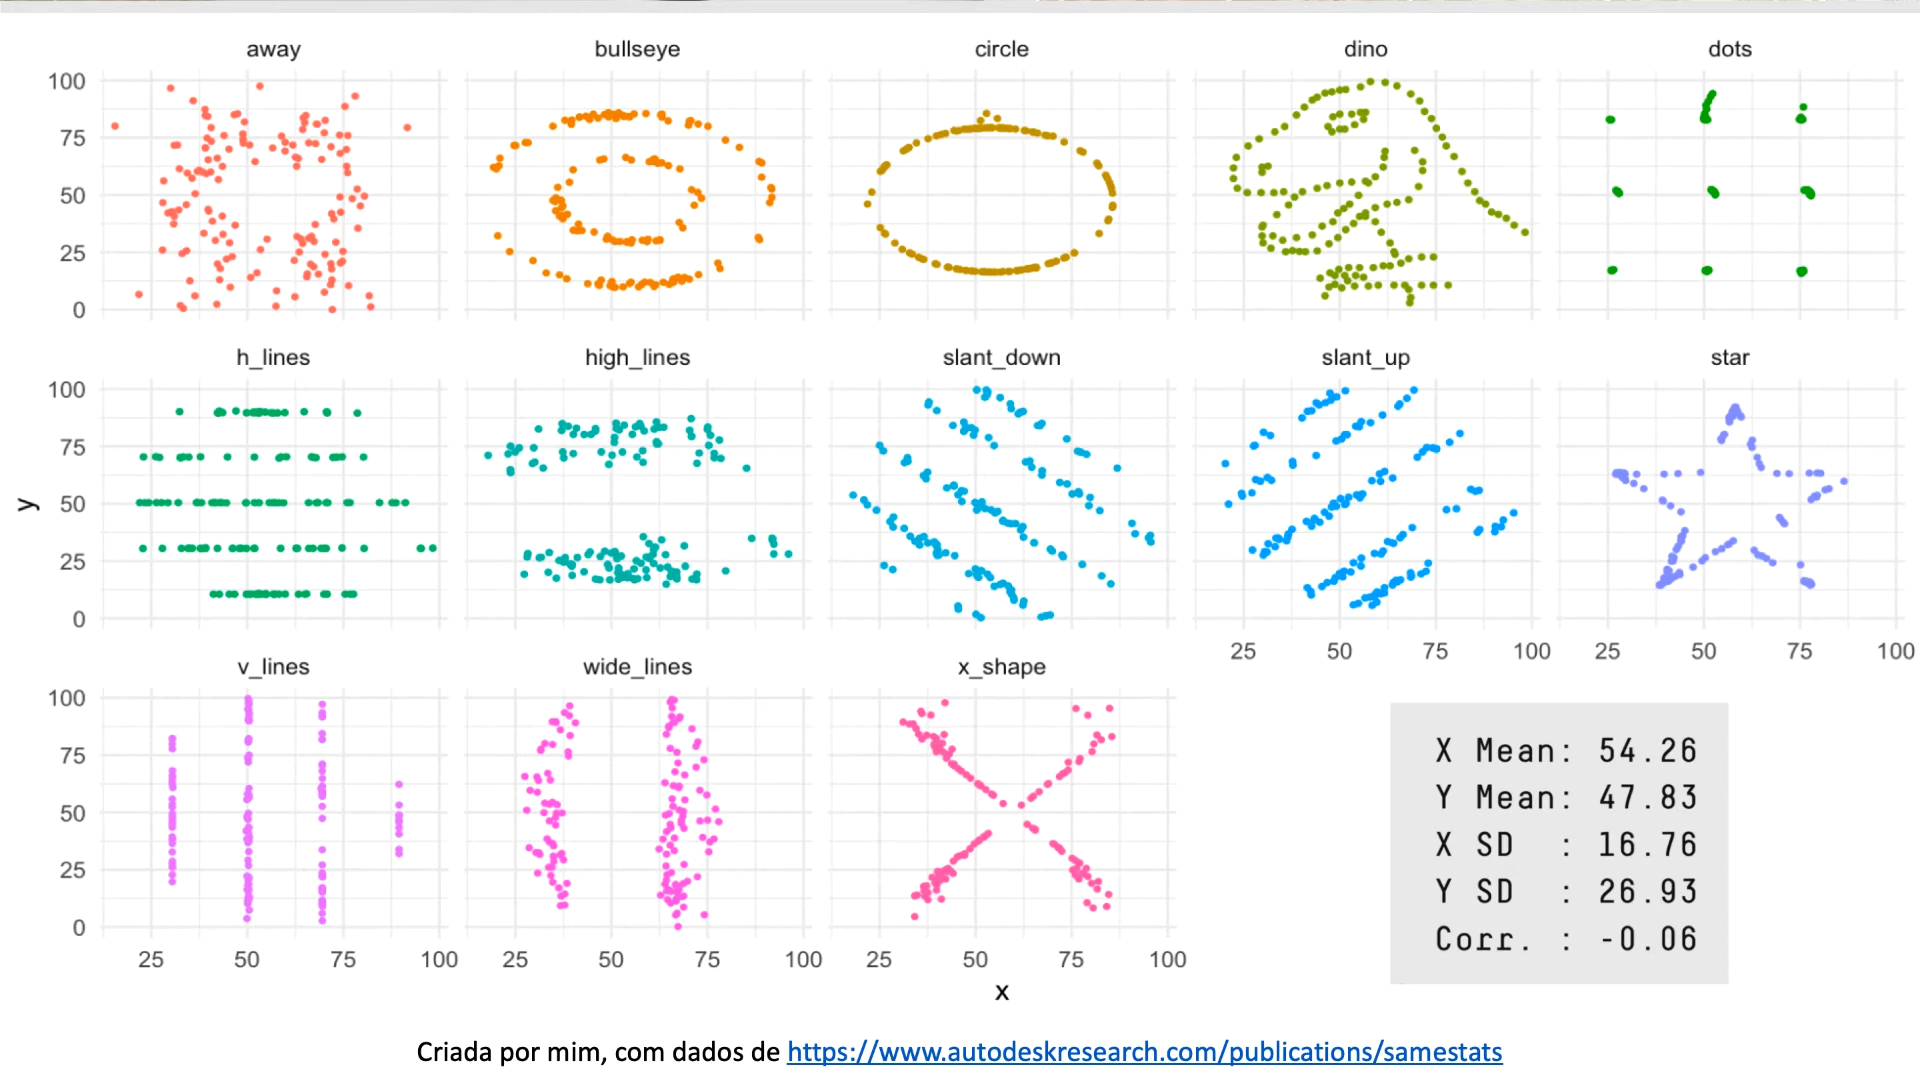 away bullseye circle dino dots
100
75
50
25
0
h_lines high_lines slant_down slant_up star
100
75
50
25
0
y
25 50 75 100 25 50 75 100
v_lines wide_lines x_shape
100
75
50
25
0
25 50 75 100 25 50 75 100 25 50 75 100
x
X Mean: 54.26
Y Mean: 47.83
X SD : 16.76
Y SD : 26.93
Corr. : -0.06
Criada por mim, com dados de https://www.autodeskresearch.com/publications/samestats